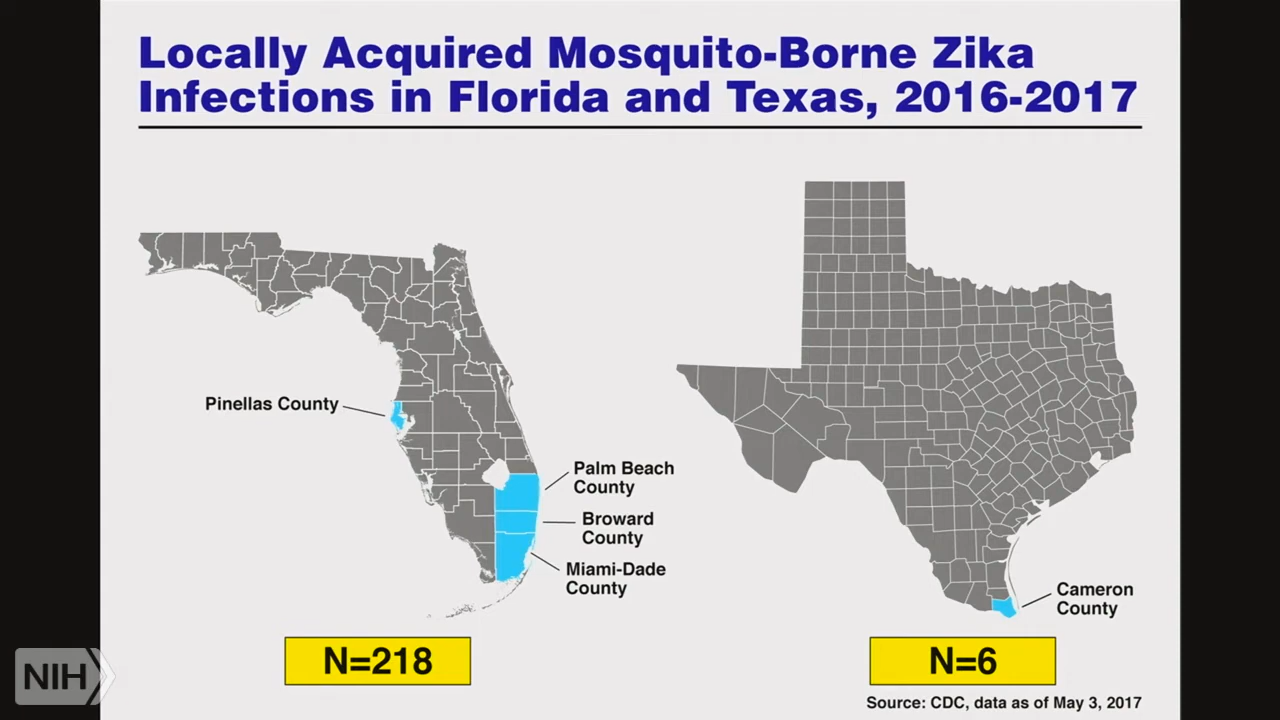 Locally Acquired Mosquito-Borne Zika
Infections in Florida and Texas, 2016-2017
Pinellas County
Palm Beach
County
Broward
County
Miami-Dade
County
Cameron
County
N=218
N=6
Source: CDC, data as of May 3, 2017
NIH